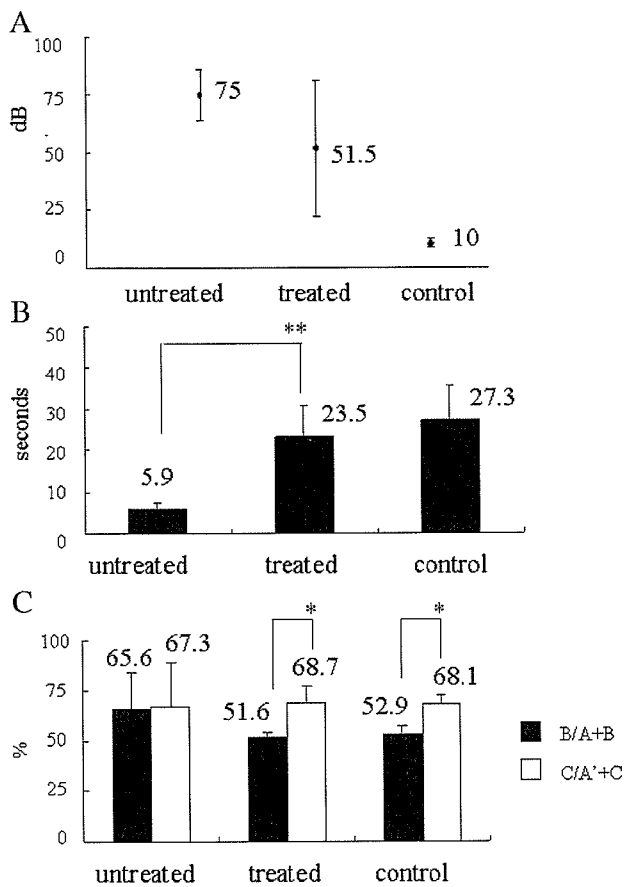 A
100
75
50
25
0
dB
75
51.5
10
untreated treated control
B
50
40
30
20
10
0
seconds
**
5.9
23.5
27.3
untreated treated control
C
100
75
50
25
0
%
* *
65.6 67.3 51.6 68.7 52.9 68.1
B/A+B
C/A'+C
untreated treated control